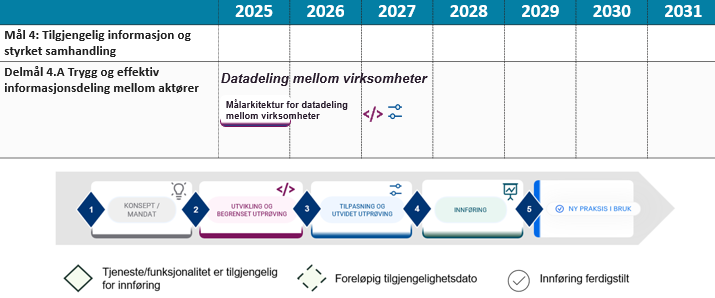 2025 2026 2027 2028 2029 2030 2031
Mål 4: Tilgjengelig informasjon og
styrket samhandling
Delmål 4.A Trygg og effektiv
informasjonsdeling mellom aktører
Datadeling mellom virksomheter
Målarkitektur for datadeling
mellom virksomheter
</>
1
KONSEPT /
MANDAT
2
</>
UTVIKLING OG
BEGRENSET UTPRØVING
3
TILPASNING OG
UTVIDET UTPRØVING
4
INNFØRING
5
NY PRAKSIS I BRUK
Tjeneste/funksjonalitet er tilgjengelig
for innføring
Foreløpig tilgjengelighetsdato
Innføring ferdigstilt